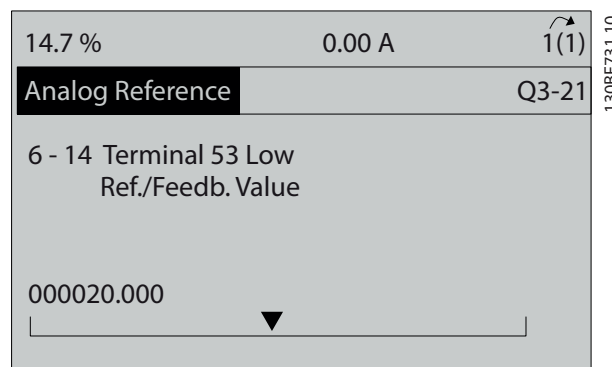 14.7 % 0.00 A 1(1)
Analog Reference Q3-21
6 - 14 Terminal 53 Low
Ref./Feedb. Value
000020.000
130BF731.10